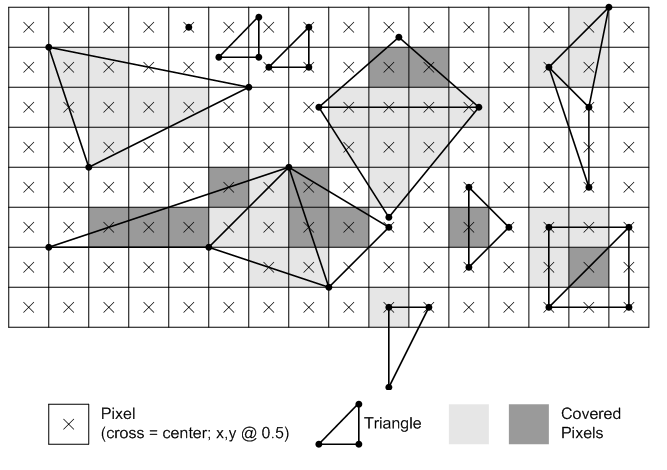 Pixel
(cross = center; x,y @ 0.5)
Triangle
Covered
Pixels